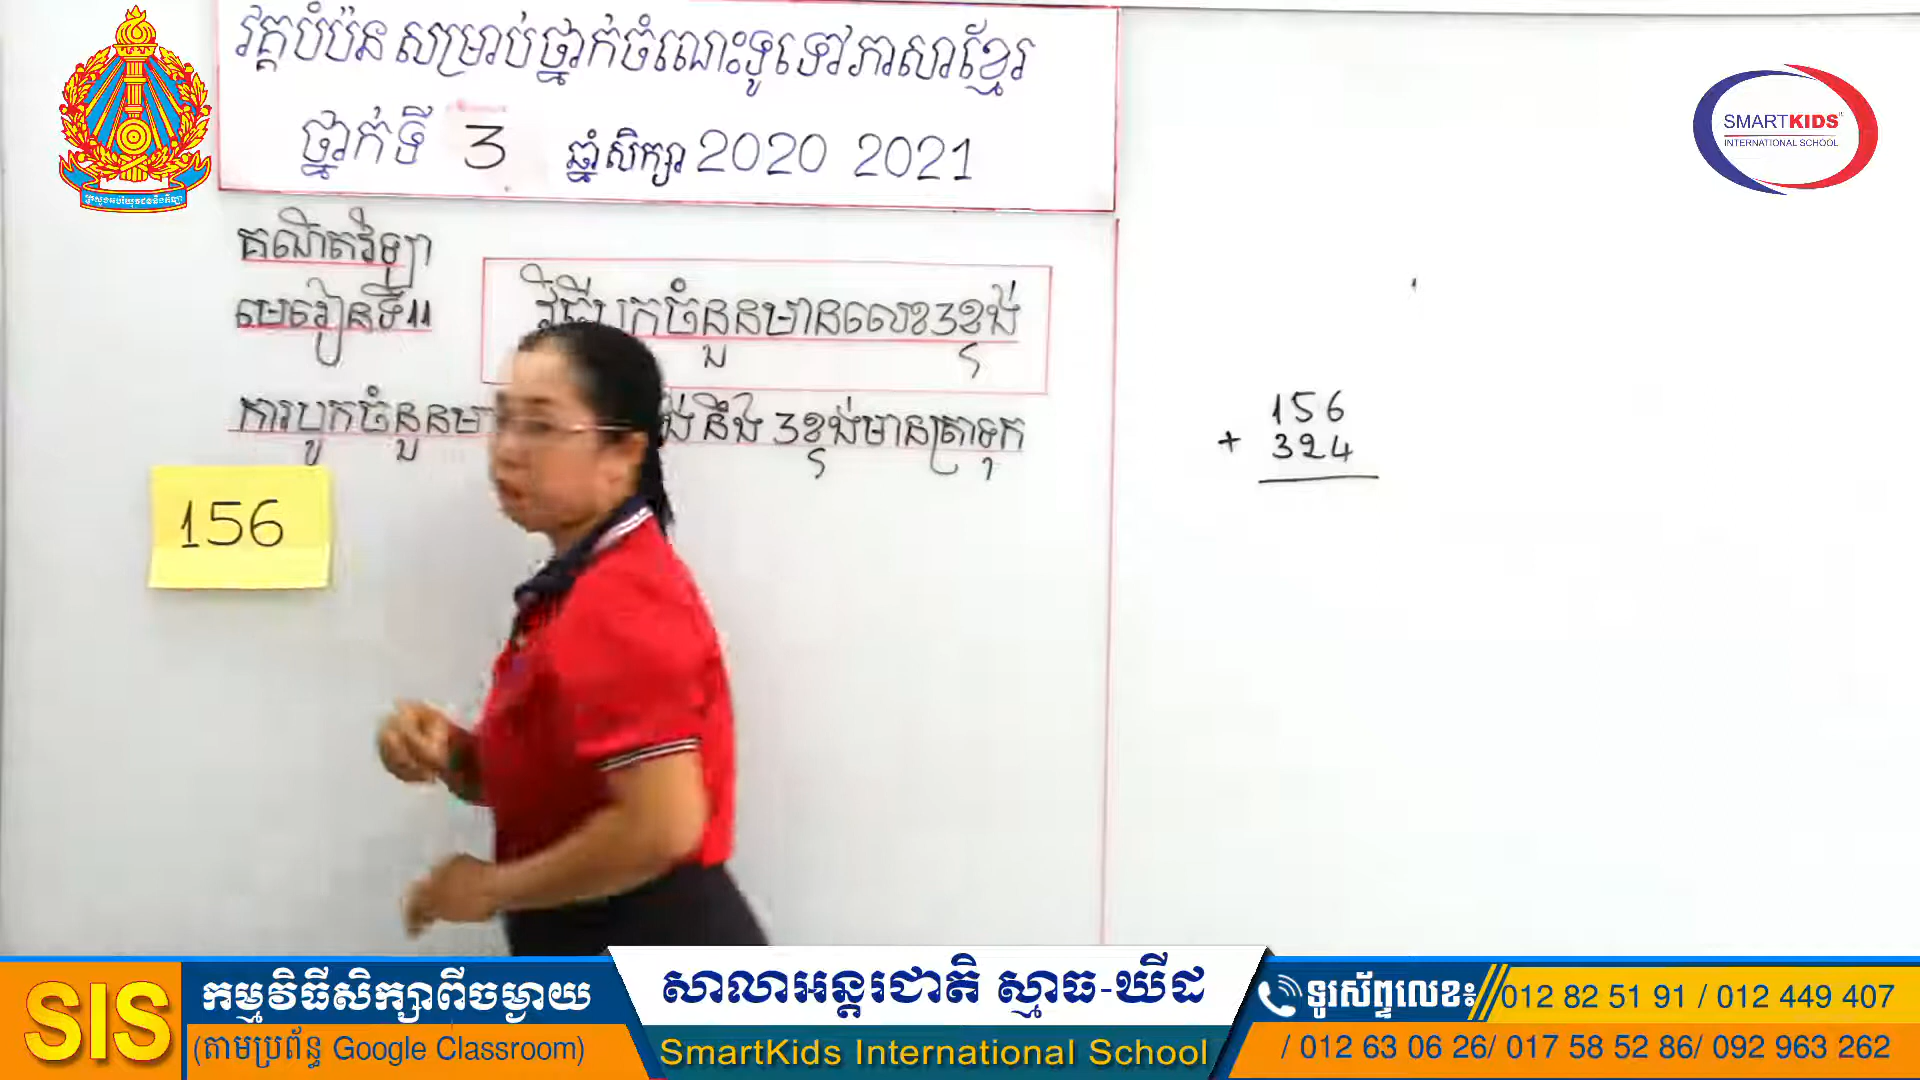 វគ្គបំប៉ន សម្រាប់ថ្នាក់ចំណេះទូទៅភាសាខ្មែរ
ថ្នាក់ទី 3 ឆ្នាំសិក្សា 2020 2021
SMARTKIDS
INTERNATIONAL SCHOOL
គណិតវិទ្យា
មេរៀនទី11
វិធីបូកចំនួនមានលេខ3ខ្ទង់
ការបូកចំនួនមា ង់ នឹង 3ខ្ទង់មានត្រាទុក
156
156
+ 324
SIS
កម្មវិធីសិក្សាពីចម្ងាយ
(តាមប្រព័ន្ធ Google Classroom)
សាលាអន្តរជាតិ ស្មាធ-ឃីដ
SmartKids International School
ទូរស័ព្ទលេខ៖ 012 82 51 91 / 012 449 407
/ 012 63 06 26/ 017 58 52 86/ 092 963 262